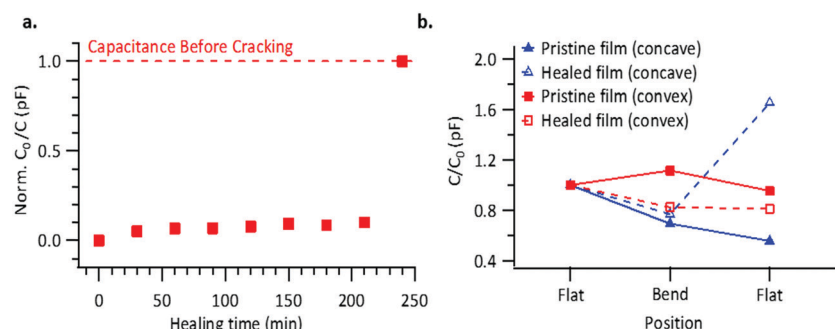 a.
Capacitance Before Cracking
1.0
0.5
0.0
Norm. C₀/C (pF)
0
50
100
150
200
250
Healing time (min)
b.
Pristine film (concave)
Healed film (concave)
Pristine film (convex)
Healed film (convex)
2.0
1.6
1.2
0.8
0.4
C/C₀ (pF)
Flat
Bend
Flat
Position